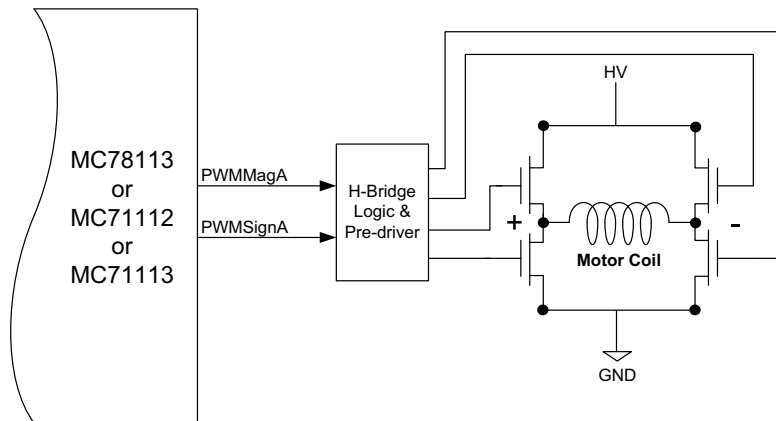 MC78113
or
MC71112
or
MC71113
PWMMagA
PWMSignA
H-Bridge
Logic &
Pre-driver
HV
+
-
Motor Coil
GND